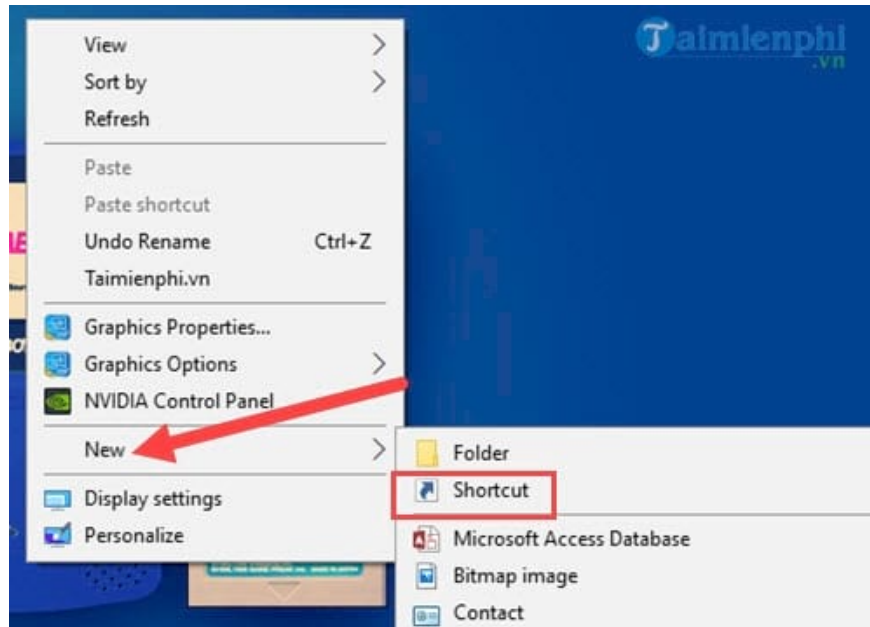 Taimienphi
.vn
View
Sort by
Refresh
Paste
Paste shortcut
Undo Rename Ctrl+Z
Taimienphi.vn
Graphics Properties...
Graphics Options
NVIDIA Control Panel
New
Display settings
Personalize
Folder
Shortcut
Microsoft Access Database
Bitmap image
Contact